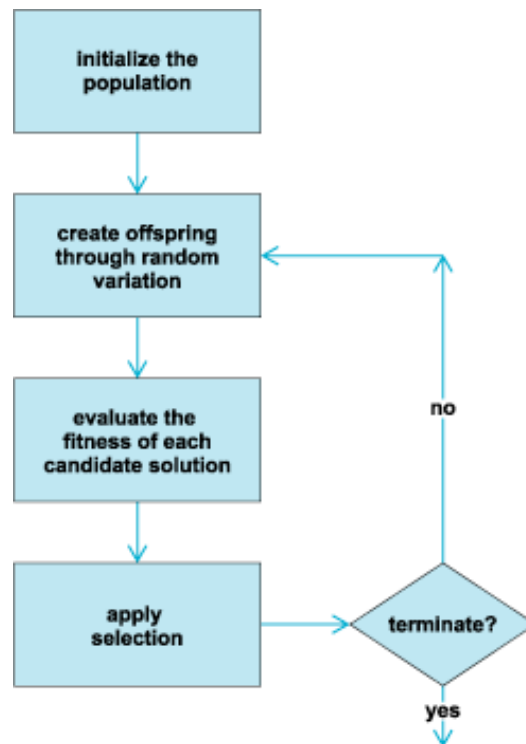 initialize the
population
create offspring
through random
variation
evaluate the
fitness of each
candidate solution
apply
selection
terminate?
no
yes